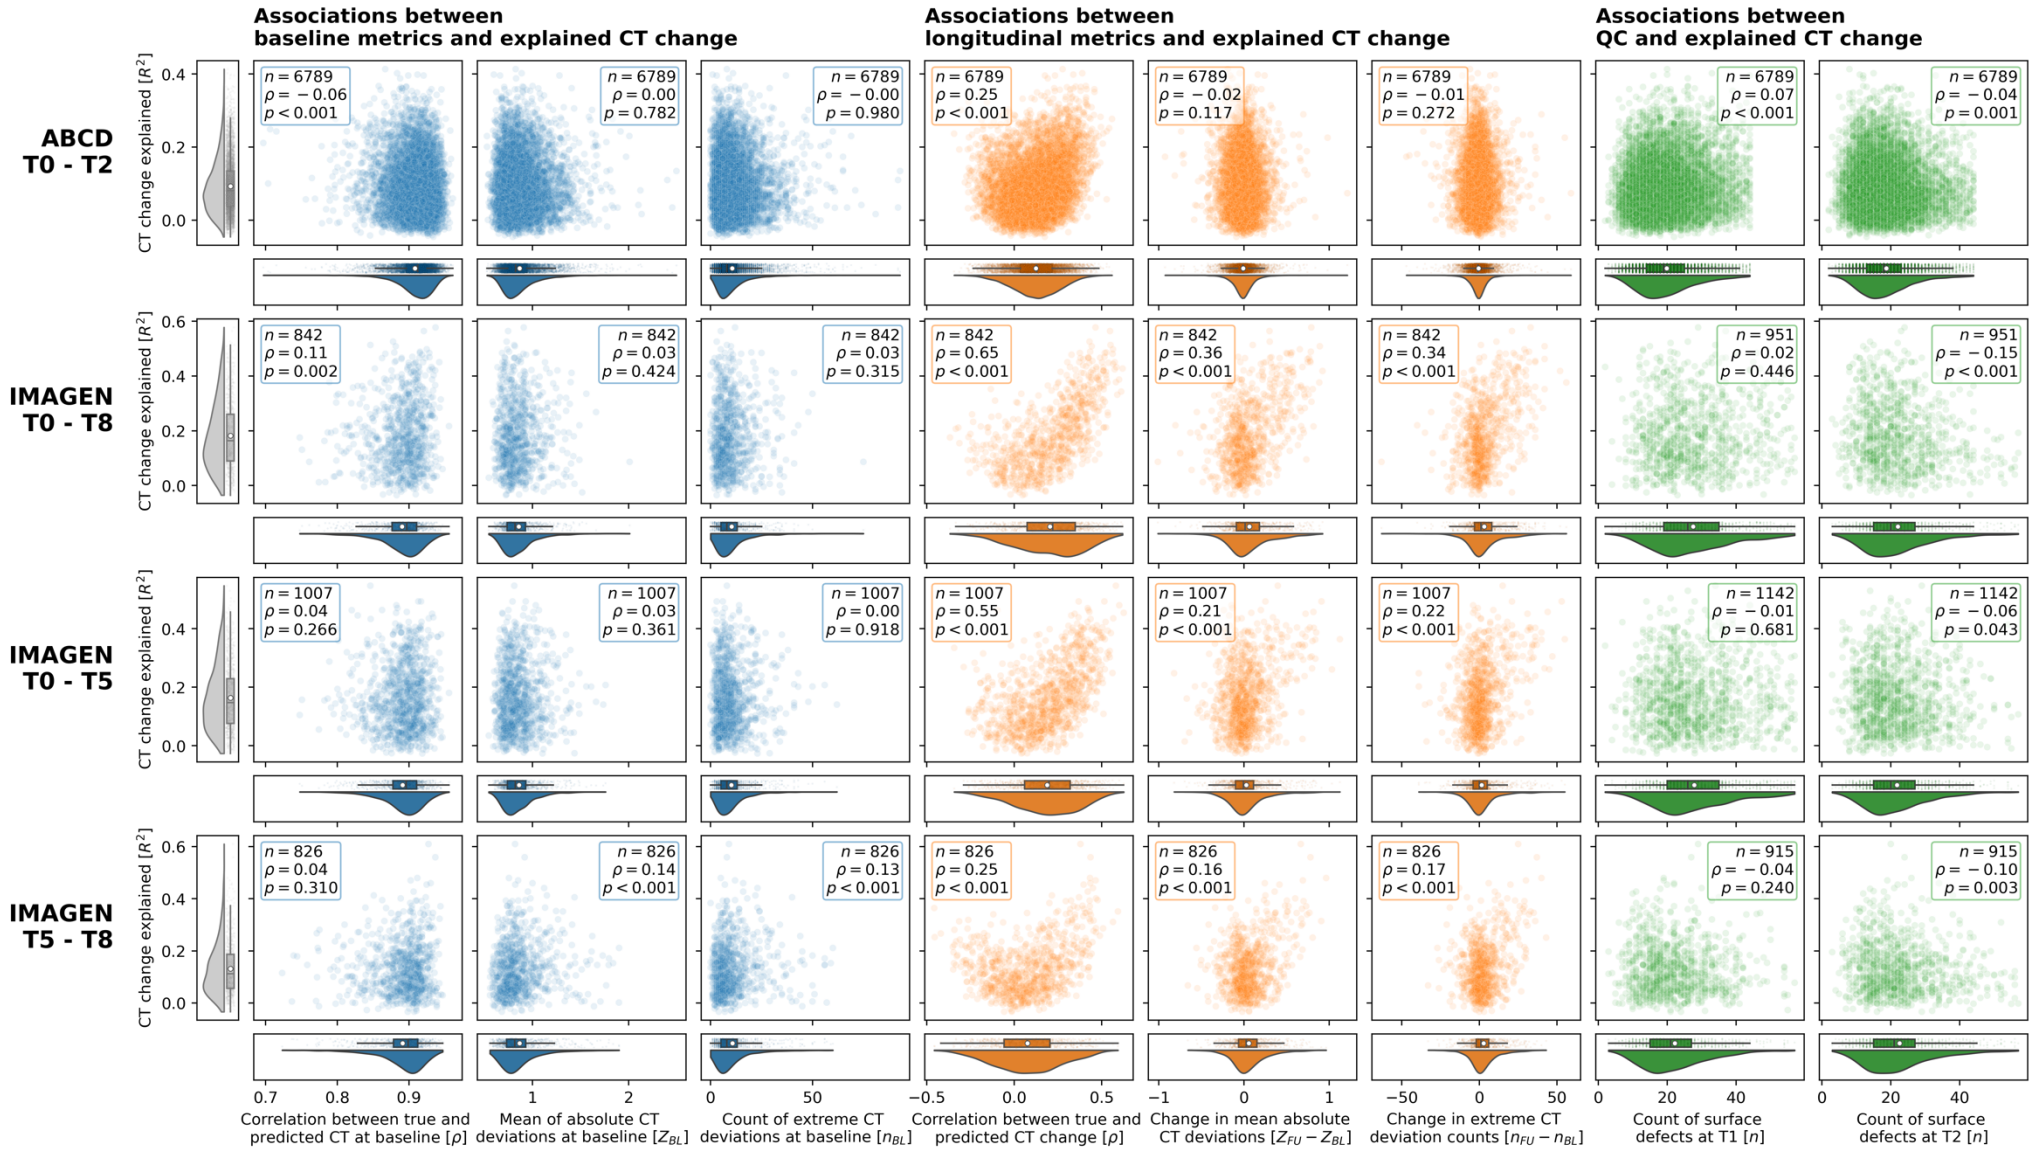 Associations between
baseline metrics and explained CT change
Associations between
longitudinal metrics and explained CT change
Associations between
QC and explained CT change
ABCD
T0 - T2
CT change explained [R²]
0.4
0.2
0.0
n = 6789
ρ = −0.06
p < 0.001
n = 6789
ρ = 0.00
p = 0.782
n = 6789
ρ = −0.00
p = 0.980
n = 6789
ρ = 0.25
p < 0.001
n = 6789
ρ = −0.02
p = 0.117
n = 6789
ρ = −0.01
p = 0.272
n = 6789
ρ = 0.07
p < 0.001
n = 6789
ρ = −0.04
p = 0.001
IMAGEN
T0 - T8
CT change explained [R²]
0.6
0.4
0.2
0.0
n = 842
ρ = 0.11
p = 0.002
n = 842
ρ = 0.03
p = 0.424
n = 842
ρ = 0.03
p = 0.315
n = 842
ρ = 0.65
p < 0.001
n = 842
ρ = 0.36
p < 0.001
n = 842
ρ = 0.34
p < 0.001
n = 951
ρ = 0.02
p = 0.446
n = 951
ρ = −0.15
p < 0.001
IMAGEN
T0 - T5
CT change explained [R²]
0.4
0.2
0.0
n = 1007
ρ = 0.04
p = 0.266
n = 1007
ρ = 0.03
p = 0.361
n = 1007
ρ = 0.00
p = 0.918
n = 1007
ρ = 0.55
p < 0.001
n = 1007
ρ = 0.21
p < 0.001
n = 1007
ρ = 0.22
p < 0.001
n = 1142
ρ = −0.01
p = 0.681
n = 1142
ρ = −0.06
p = 0.043
IMAGEN
T5 - T8
CT change explained [R²]
0.6
0.4
0.2
0.0
n = 826
ρ = 0.04
p = 0.310
n = 826
ρ = 0.14
p < 0.001
n = 826
ρ = 0.13
p < 0.001
n = 826
ρ = 0.25
p < 0.001
n = 826
ρ = 0.16
p < 0.001
n = 826
ρ = 0.17
p < 0.001
n = 915
ρ = −0.04
p = 0.240
n = 915
ρ = −0.10
p = 0.003
0.7 0.8 0.9
Correlation between true and
predicted CT at baseline [ρ]
1 2
Mean of absolute CT
deviations at baseline [Z_BL]
0 50
Count of extreme CT
deviations at baseline [n_BL]
−0.5 0.0 0.5
Correlation between true and
predicted CT change [ρ]
−1 0 1
Change in mean absolute
CT deviations [Z_FU − Z_BL]
−50 0 50
Change in extreme CT
deviation counts [n_FU − n_BL]
0 20 40
Count of surface
defects at T1 [n]
0 20 40
Count of surface
defects at T2 [n]